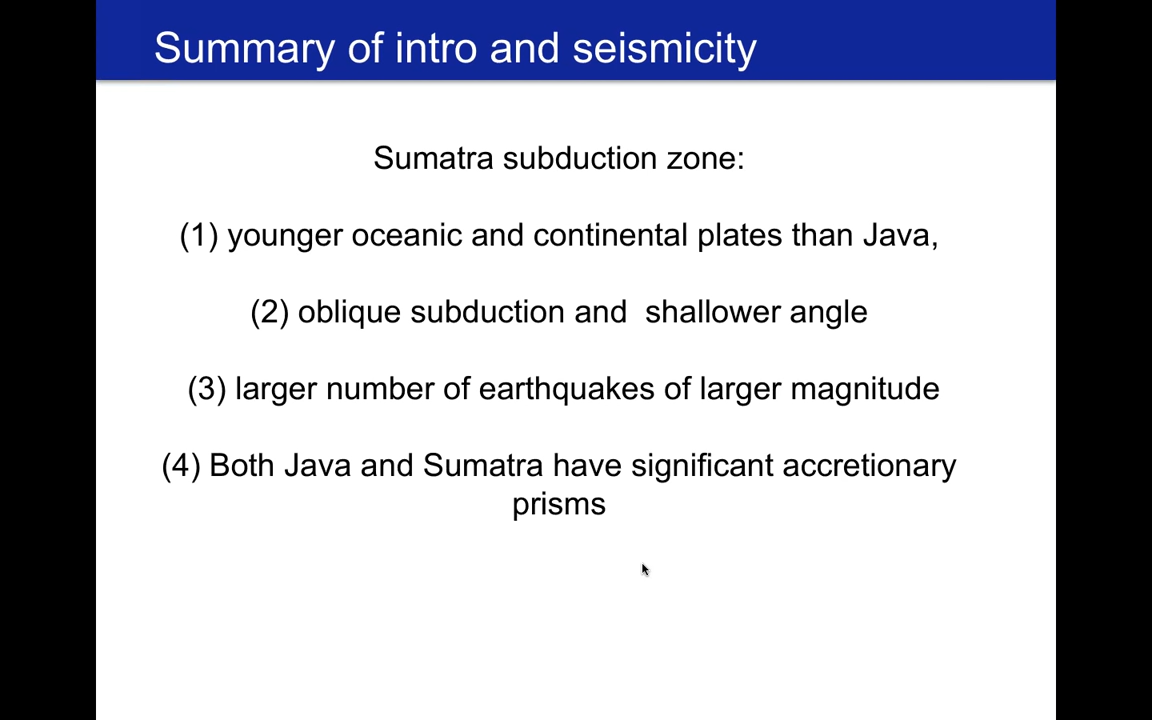 Summary of intro and seismicity
Sumatra subduction zone:
(1) younger oceanic and continental plates than Java,
(2) oblique subduction and  shallower angle
(3) larger number of earthquakes of larger magnitude
(4) Both Java and Sumatra have significant accretionary
prisms